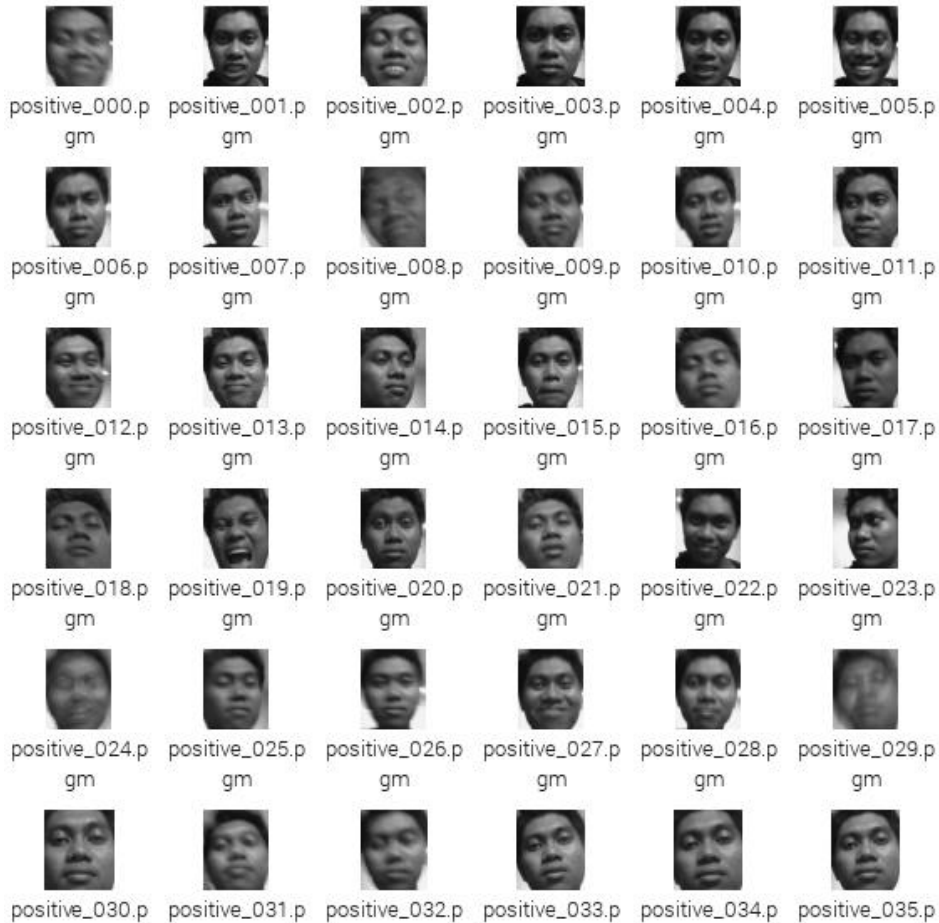 positive_000.p positive_001.p positive_002.p positive_003.p positive_004.p positive_005.p
gm gm gm gm gm gm
positive_006.p positive_007.p positive_008.p positive_009.p positive_010.p positive_011.p
gm gm gm gm gm gm
positive_012.p positive_013.p positive_014.p positive_015.p positive_016.p positive_017.p
gm gm gm gm gm gm
positive_018.p positive_019.p positive_020.p positive_021.p positive_022.p positive_023.p
gm gm gm gm gm gm
positive_024.p positive_025.p positive_026.p positive_027.p positive_028.p positive_029.p
gm gm gm gm gm gm
positive_030.p positive_031.p positive_032.p positive_033.p positive_034.p positive_035.p